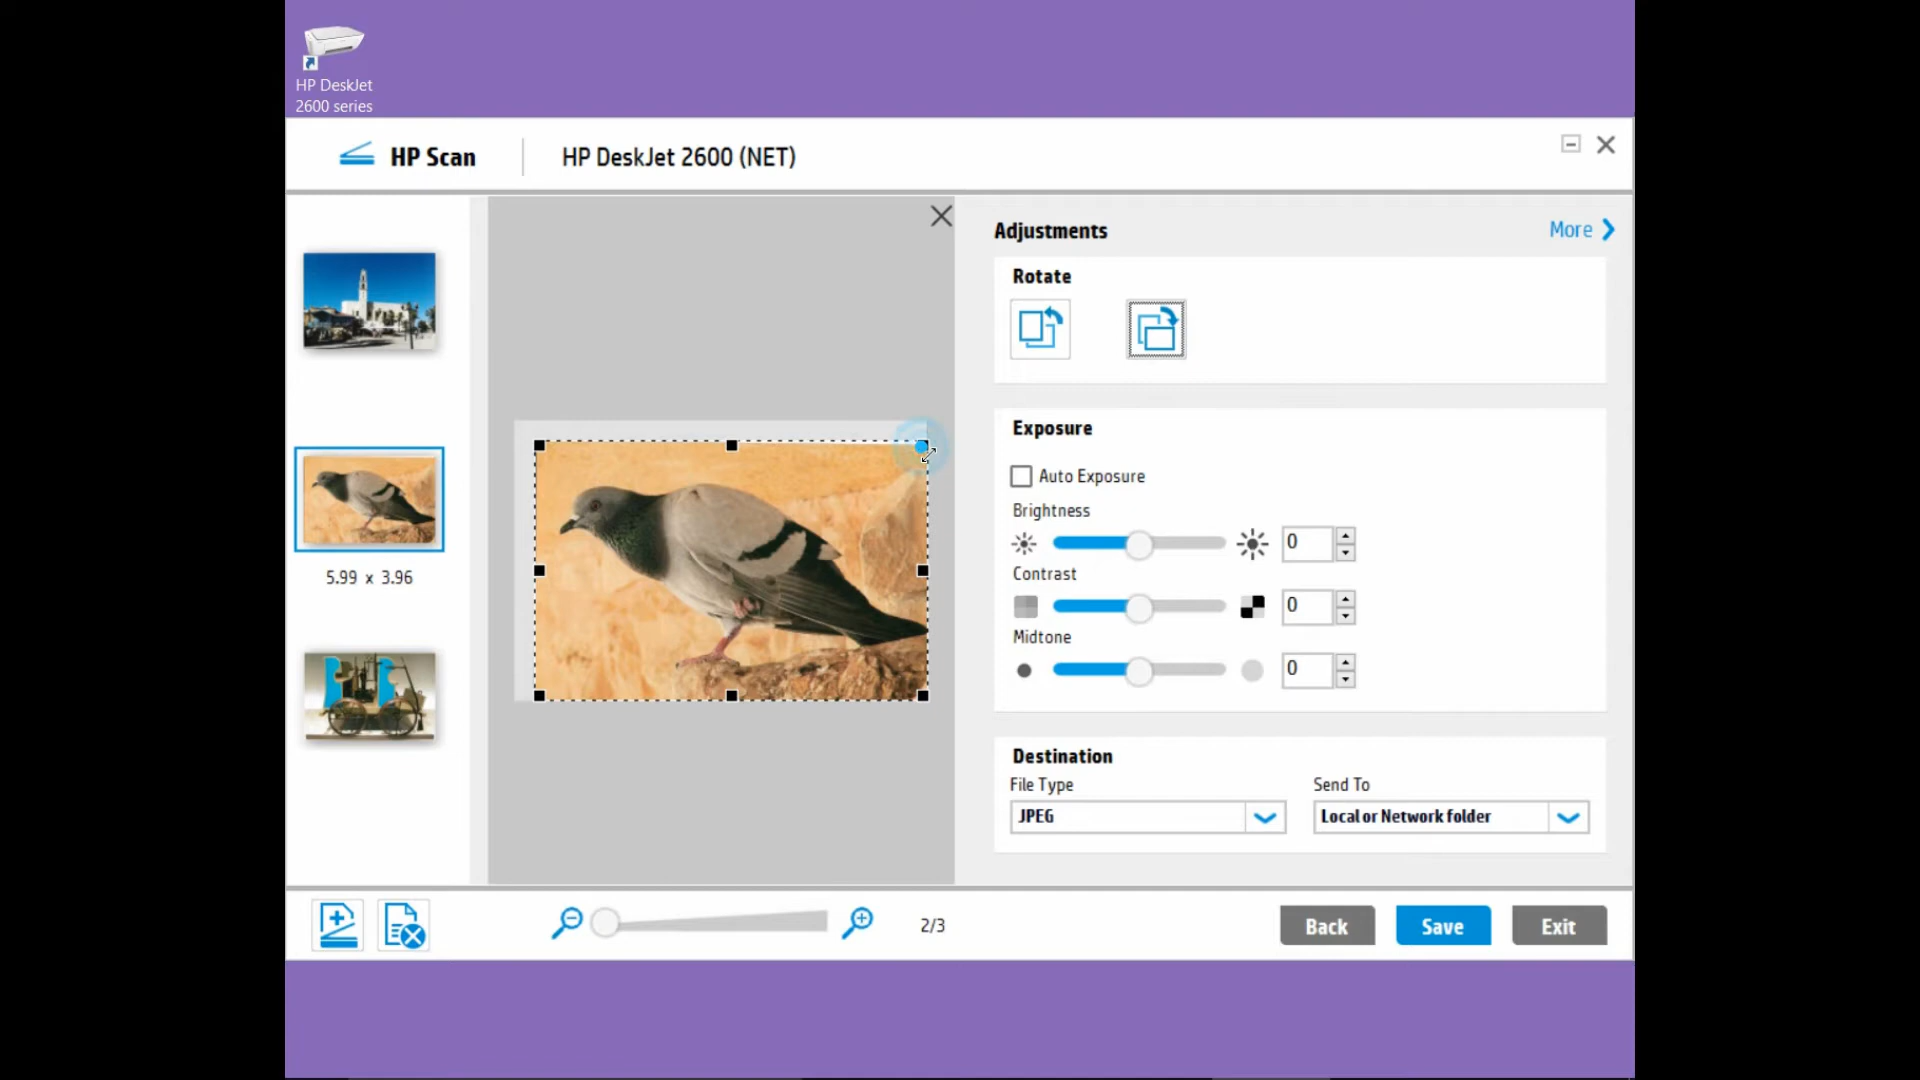 HP DeskJet
2600 series
HP Scan
HP DeskJet 2600 (NET)
Adjustments
More
Rotate
Exposure
Auto Exposure
Brightness
0
Contrast
0
Midtone
0
5.99 x 3.96
Destination
File Type
Send To
JPEG
Local or Network folder
2/3
Back
Save
Exit